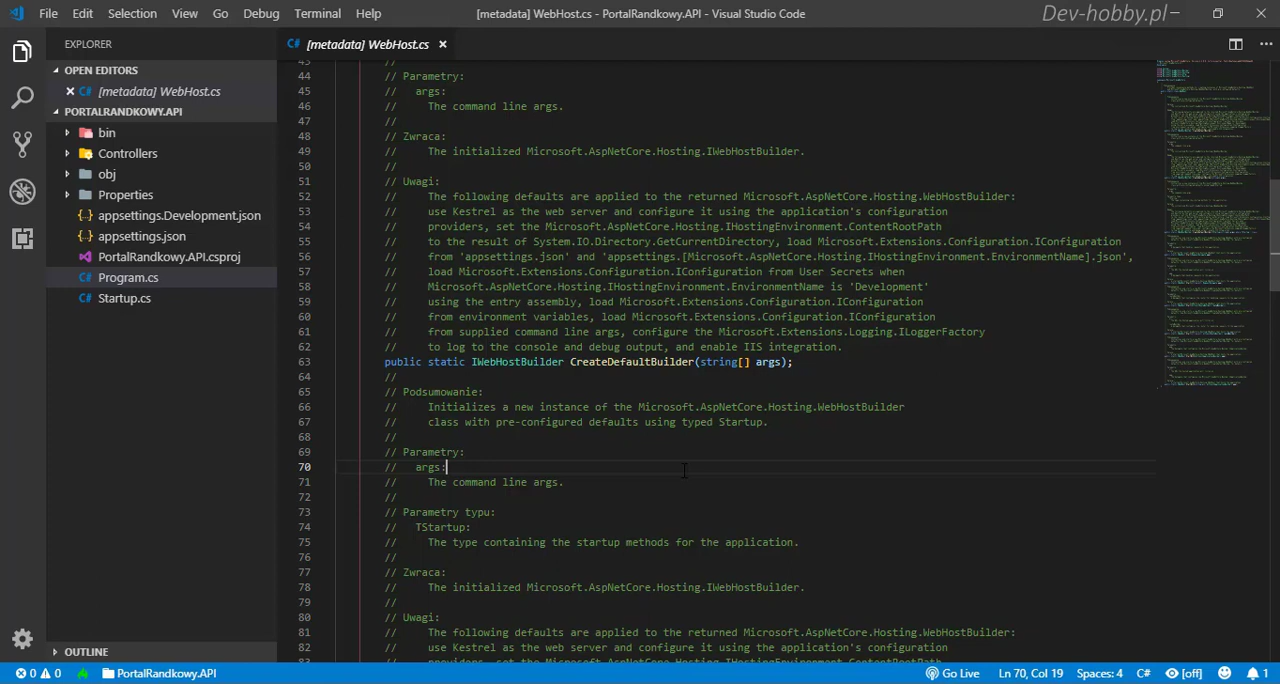 File Edit Selection View Go Debug Terminal Help [metadata] WebHost.cs - PortalRandkowy.API - Visual Studio Code Dev-hobby.pl
EXPLORER
C# [metadata] WebHost.cs
OPEN EDITORS
C# [metadata] WebHost.cs
PORTALRANDKOWY.API
bin
Controllers
obj
Properties
{·} appsettings.Development.json
{·} appsettings.json
PortalRandkowy.API.csproj
C# Program.cs
C# Startup.cs
OUTLINE
43 //
44 // Parametry:
45 // args:
46 // The command line args.
47 //
48 // Zwraca:
49 // The initialized Microsoft.AspNetCore.Hosting.IWebHostBuilder.
50 //
51 // Uwagi:
52 // The following defaults are applied to the returned Microsoft.AspNetCore.Hosting.WebHostBuilder:
53 // use Kestrel as the web server and configure it using the application's configuration
54 // providers, set the Microsoft.AspNetCore.Hosting.IHostingEnvironment.ContentRootPath
55 // to the result of System.IO.Directory.GetCurrentDirectory, load Microsoft.Extensions.Configuration.IConfiguration
56 // from 'appsettings.json' and 'appsettings.[Microsoft.AspNetCore.Hosting.IHostingEnvironment.EnvironmentName].json',
57 // load Microsoft.Extensions.Configuration.IConfiguration from User Secrets when
58 // Microsoft.AspNetCore.Hosting.IHostingEnvironment.EnvironmentName is 'Development'
59 // using the entry assembly, load Microsoft.Extensions.Configuration.IConfiguration
60 // from environment variables, load Microsoft.Extensions.Configuration.IConfiguration
61 // from supplied command line args, configure the Microsoft.Extensions.Logging.ILoggerFactory
62 // to log to the console and debug output, and enable IIS integration.
63 public static IWebHostBuilder CreateDefaultBuilder(string[] args);
64 //
65 // Podsumowanie:
66 // Initializes a new instance of the Microsoft.AspNetCore.Hosting.WebHostBuilder
67 // class with pre-configured defaults using typed Startup.
68 //
69 // Parametry:
70 // args:
71 // The command line args.
72 //
73 // Parametry typu:
74 // TStartup:
75 // The type containing the startup methods for the application.
76 //
77 // Zwraca:
78 // The initialized Microsoft.AspNetCore.Hosting.IWebHostBuilder.
79 //
80 // Uwagi:
81 // The following defaults are applied to the returned Microsoft.AspNetCore.Hosting.WebHostBuilder:
82 // use Kestrel as the web server and configure it using the application's configuration
83 // providers, set the Microsoft.AspNetCore.Hosting.IHostingEnvironment.ContentRootPath
0 0 PortalRandkowy.API Go Live Ln 70, Col 19 Spaces: 4 C# [off] 1